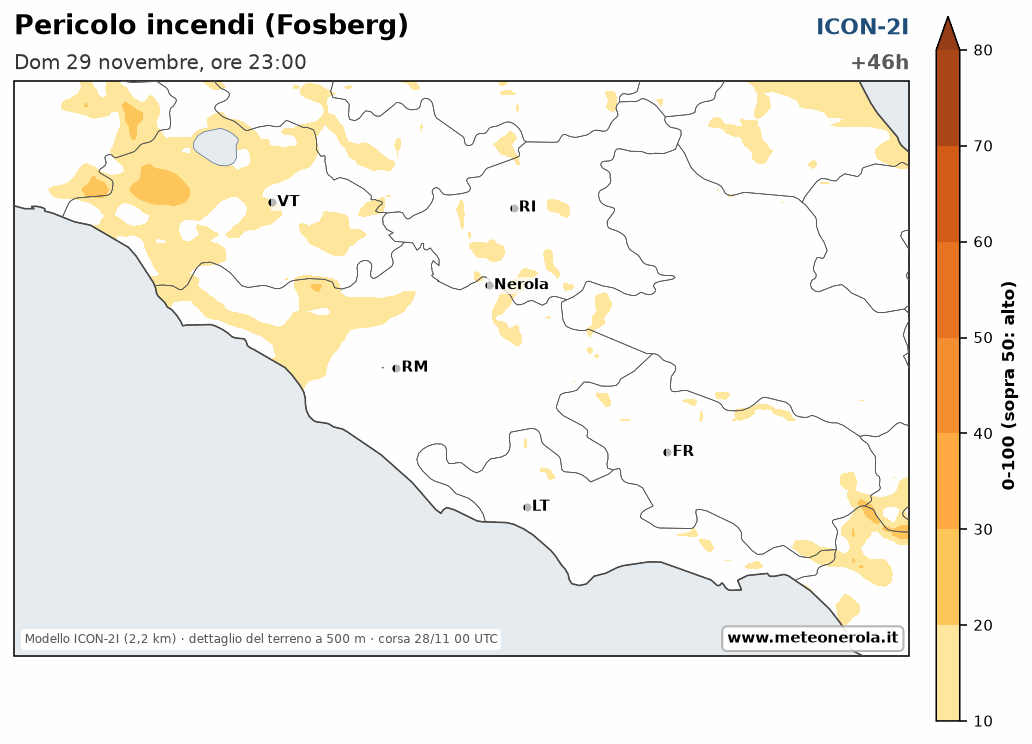 Pericolo incendi (Fosberg)
ICON-2I
Dom 29 novembre, ore 23:00
+46h
VT
RI
Nerola
RM
FR
LT
80
70
60
50
40
30
20
10
0-100 (sopra 50: alto)
Modello ICON-2I (2,2 km) · dettaglio del terreno a 500 m · corsa 28/11 00 UTC
www.meteonerola.it